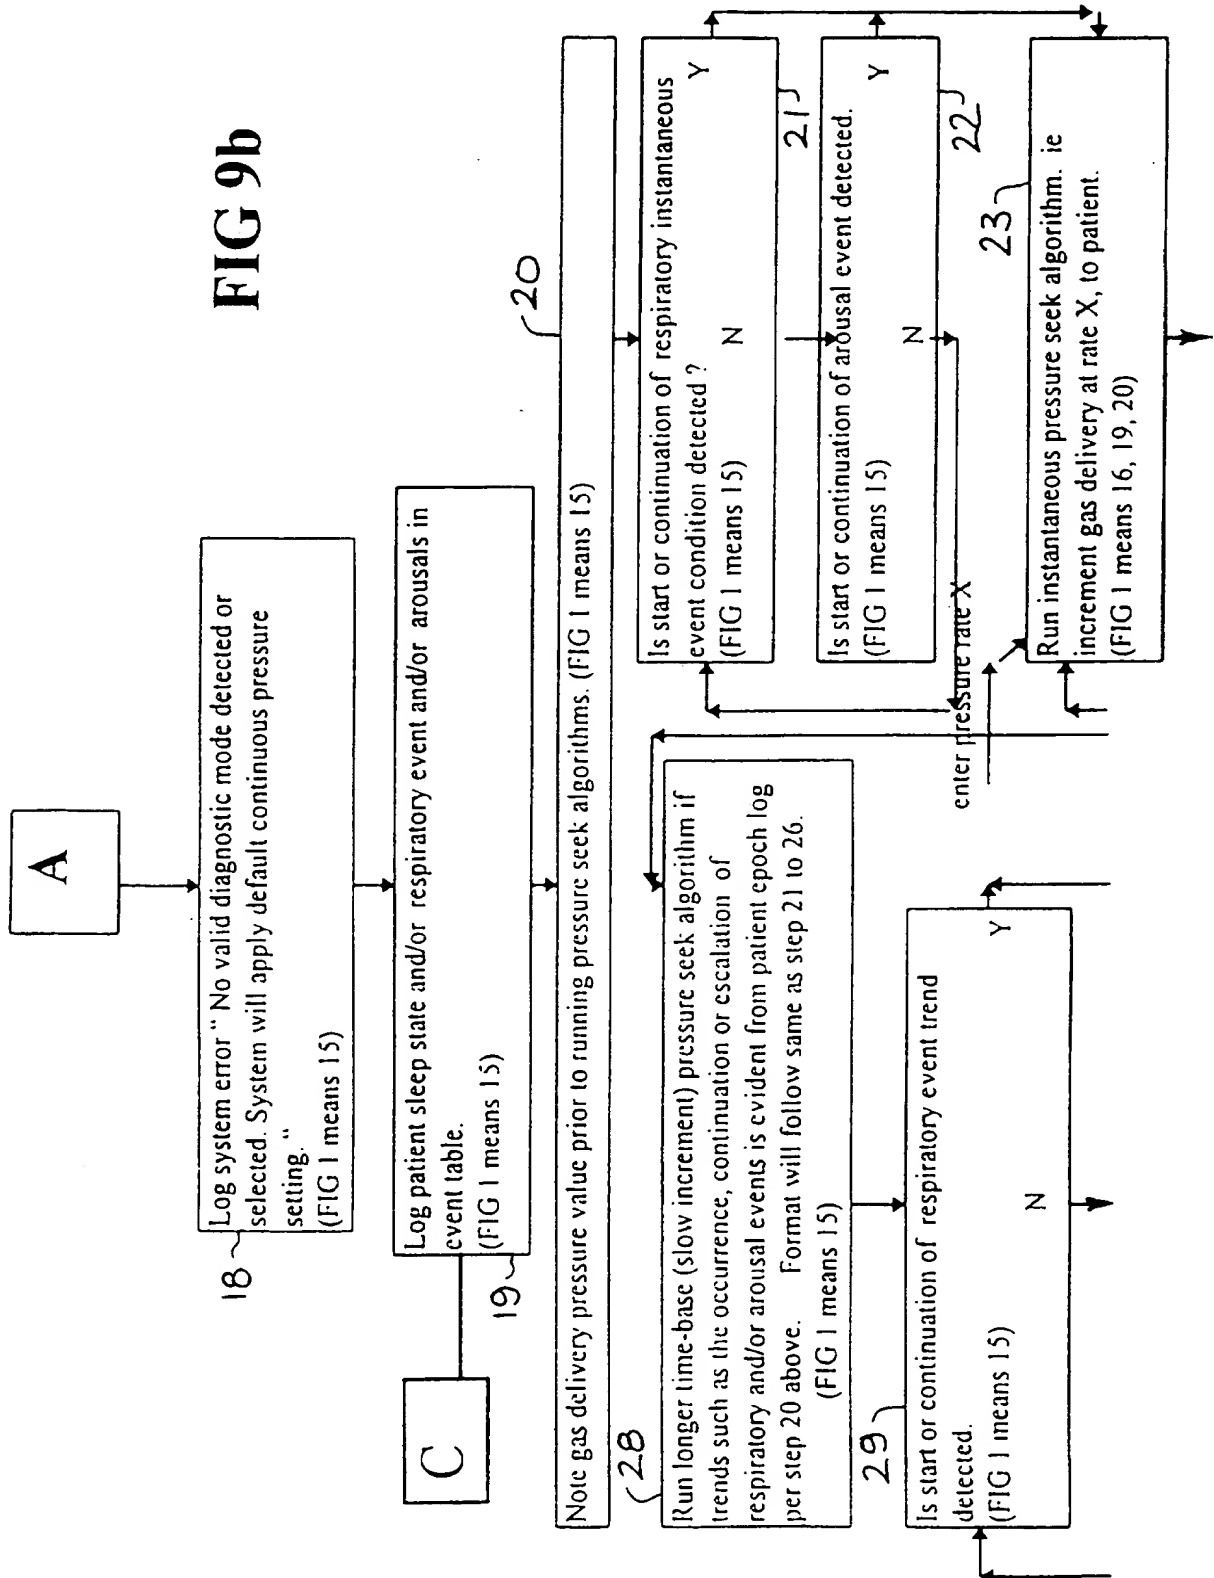 FIG 9b
A
Log system error " No valid diagnostic mode detected or
selected. System will apply default continuous pressure
setting."
(FIG 1 means 15)
18
C
Log patient sleep state and/or respiratory event and/or arousals in
event table.
(FIG 1 means 15)
19
Note gas delivery pressure value prior to running pressure seek algorithms. (FIG 1 means 15)
20
Is start or continuation of respiratory instantaneous
event condition detected ?
(FIG 1 means 15)
N
Y
21
Is start or continuation of arousal event detected.
(FIG 1 means 15)
N
Y
22
enter pressure rate X
Run instantaneous pressure seek algorithm. ie
increment gas delivery at rate X, to patient.
(FIG 1 means 16, 19, 20)
23
28
Run longer time-base (slow increment) pressure seek algorithm if
trends such as the occurrence, continuation or escalation of
respiratory and/or arousal events is evident from patient epoch log
per step 20 above. Format will follow same as step 21 to 26.
(FIG 1 means 15)
29
Is start or continuation of respiratory event trend
detected.
(FIG 1 means 15)
N
Y